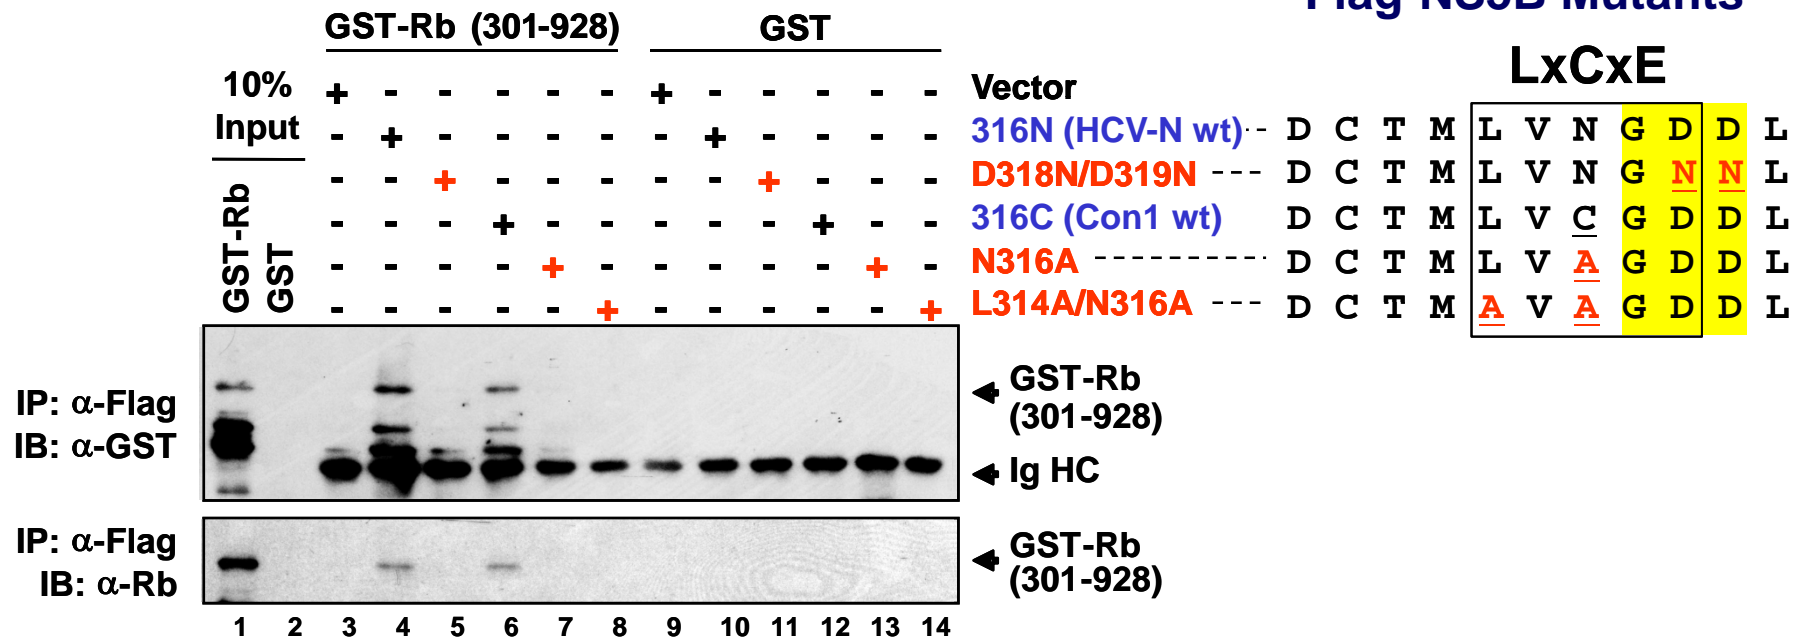 Flag-NS5B Mutants
GST-Rb (301-928) GST
LxCxE
10% Input
GST-Rb
GST
+ - - - - - + - - - - - Vector
- + - - - - - + - - - - 316N (HCV-N wt) - - D C T M L V N G D D L
- - + - - - - - + - - - D318N/D319N - - - D C T M L V N G N N L
- - - + - - - - - + - - 316C (Con1 wt) D C T M L V C G D D L
- - - - + - - - - - + - N316A - - - - - - - - - - D C T M L V A G D D L
- - - - - + - - - - - + L314A/N316A - - - D C T M A V A G D D L
IP: α-Flag
IB: α-GST
GST-Rb
(301-928)
Ig HC
IP: α-Flag
IB: α-Rb
GST-Rb
(301-928)
1 2 3 4 5 6 7 8 9 10 11 12 13 14